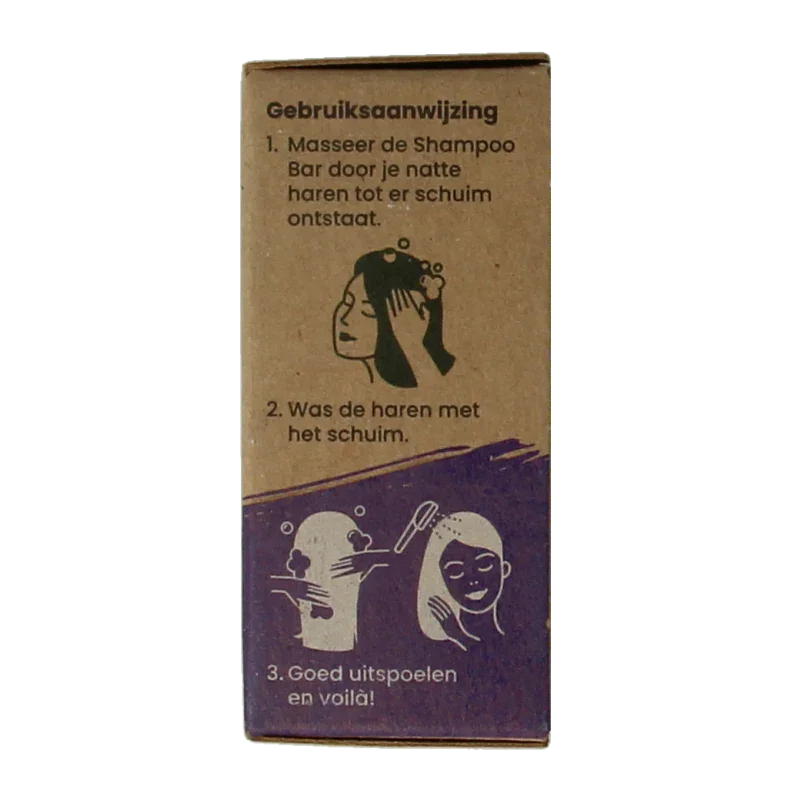 Gebruiksaanwijzing
1. Masseer de Shampoo
Bar door je natte
haren tot er schuim
ontstaat.
2. Was de haren met
het schuim.
3. Goed uitspoelen
en voilà!